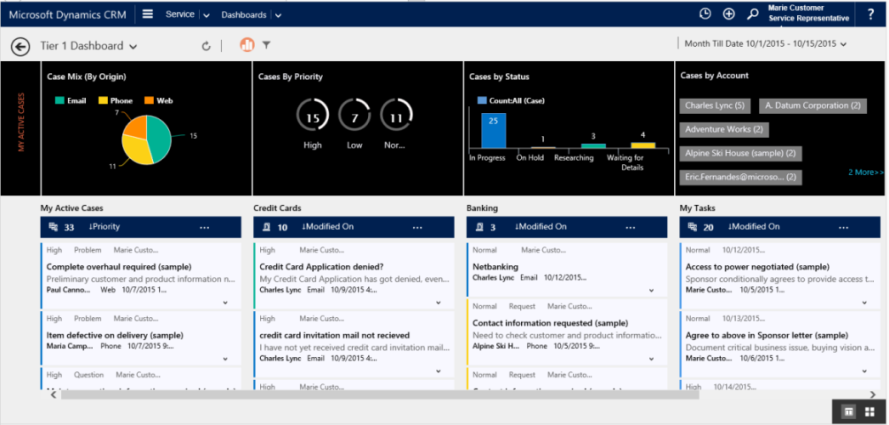 Microsoft Dynamics CRM Service Dashboards
Marie Customer
Service Representative
?
Tier 1 Dashboard
Month Till Date 10/1/2015 - 10/15/2015
MY ACTIVE CASES
Case Mix (By Origin)
Email Phone Web
7
15
11
Cases By Priority
15 7 11
High Low Nor...
Cases by Status
Count:All (Case)
25
1
3
4
In Progress On Hold Researching Waiting for
Details
Cases by Account
Charles Lync (5) A. Datum Corporation (2)
Adventure Works (2)
Alpine Ski House (sample) (2)
Eric.Fernandes@microso... (2)
2 More>>
My Active Cases
33 ↓Priority ...
High Problem Marie Custo...
Complete overhaul required (sample)
Preliminary customer and product information n...
Paul Canno... Web 10/7/2015 1...
High Problem Marie Custo...
Item defective on delivery (sample)
Maria Camp... Phone 10/7/2015 9:...
High Question Marie Custo...
Credit Cards
10 ↓Modified On ...
High Marie Custo...
Credit Card Application denied?
My Credit Card Application has got denied, even...
Charles Lync Email 10/9/2015 4:...
High Marie Custo...
credit card invitation mail not recieved
I have not yet received credit card invitation mail...
Charles Lync Email 10/9/2015 4:...
High Marie Custo...
Banking
3 ↓Modified On ...
Normal Marie Custo...
Netbanking
Charles Lync Email 10/12/2015...
Normal Request Marie Custo...
Contact information requested (sample)
Need to check customer and product informatio...
Alpine Ski H... Phone 10/5/2015 9:...
Normal Request Marie Custo...
My Tasks
20 ↓Modified On ...
Normal 10/12/2015...
Access to power negotiated (sample)
Sponsor conditionally agrees to provide access t...
Marie Custo... 10/5/2015 1...
Normal 10/13/2015...
Agree to above in Sponsor letter (sample)
Document critical business issue, buying vision a...
Marie Custo... 10/6/2015 1...
High 10/14/2015...